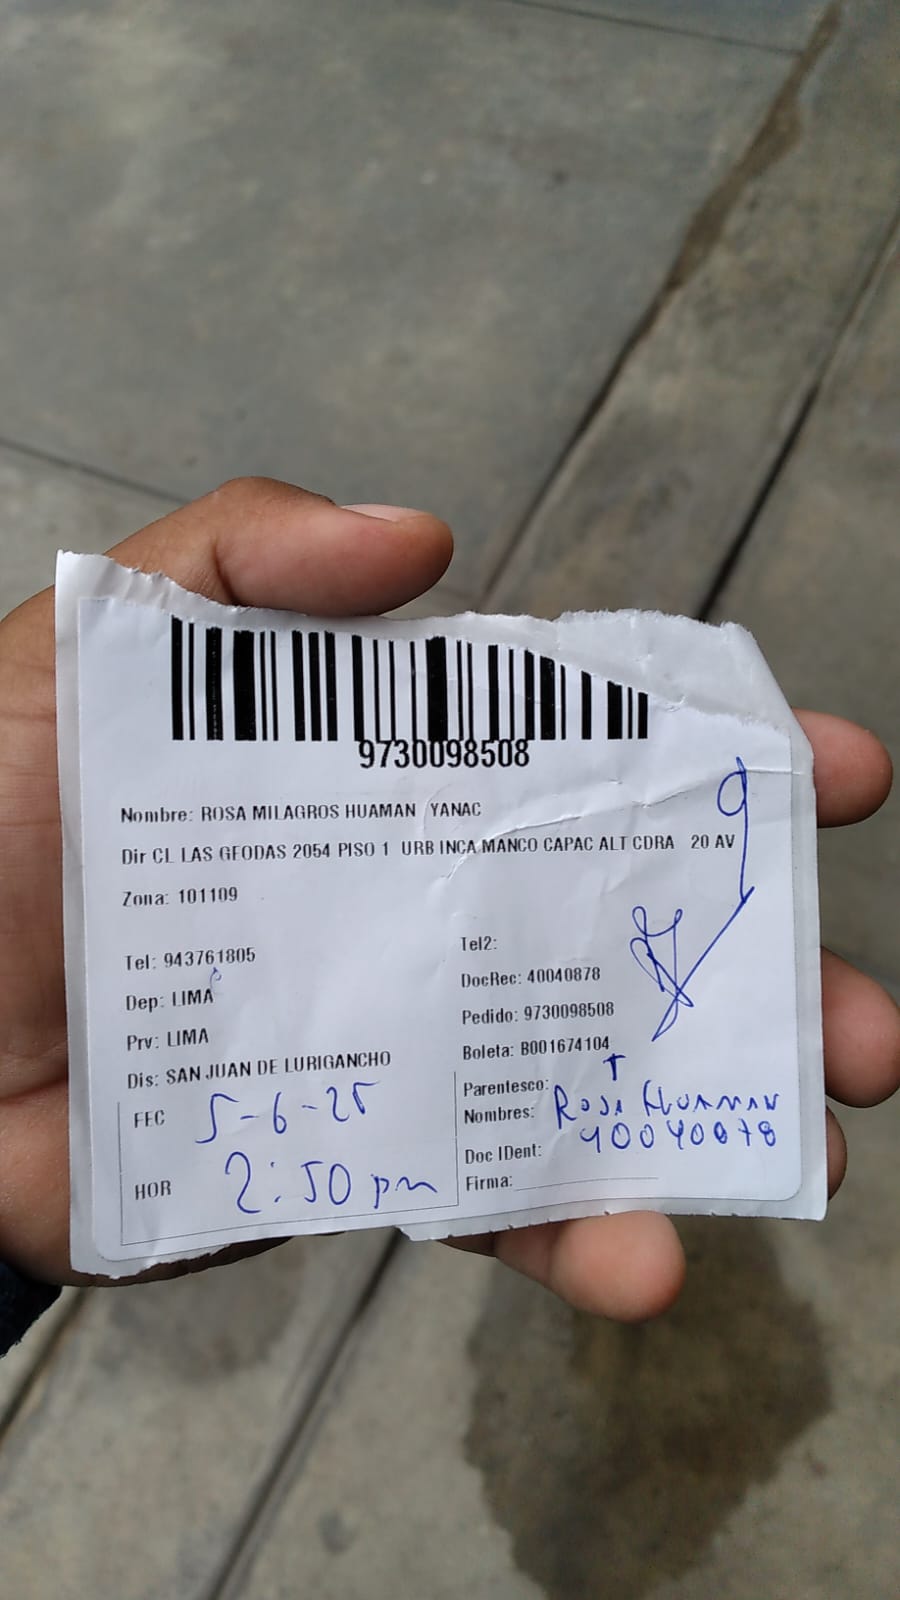 9730098508
Nombre: ROSA MILAGROS HUAMAN YANAC
Dir CL LAS GEODAS 2054 PISO 1 URB INCA MANCO CAPAC ALT CDRA 20 AV
Zona: 101109
Tel: 943761805
Dep: LIMA
Prv: LIMA
Dis: SAN JUAN DE LURIGANCHO
FEC 5-6-25
HOR 2:50 pm
Tel2:
DocRec: 40040878
Pedido: 9730098508
Boleta: B001674104
Parentesco: T
Nombres: Rosa Huaman
Doc IDent: 40040878
Firma: